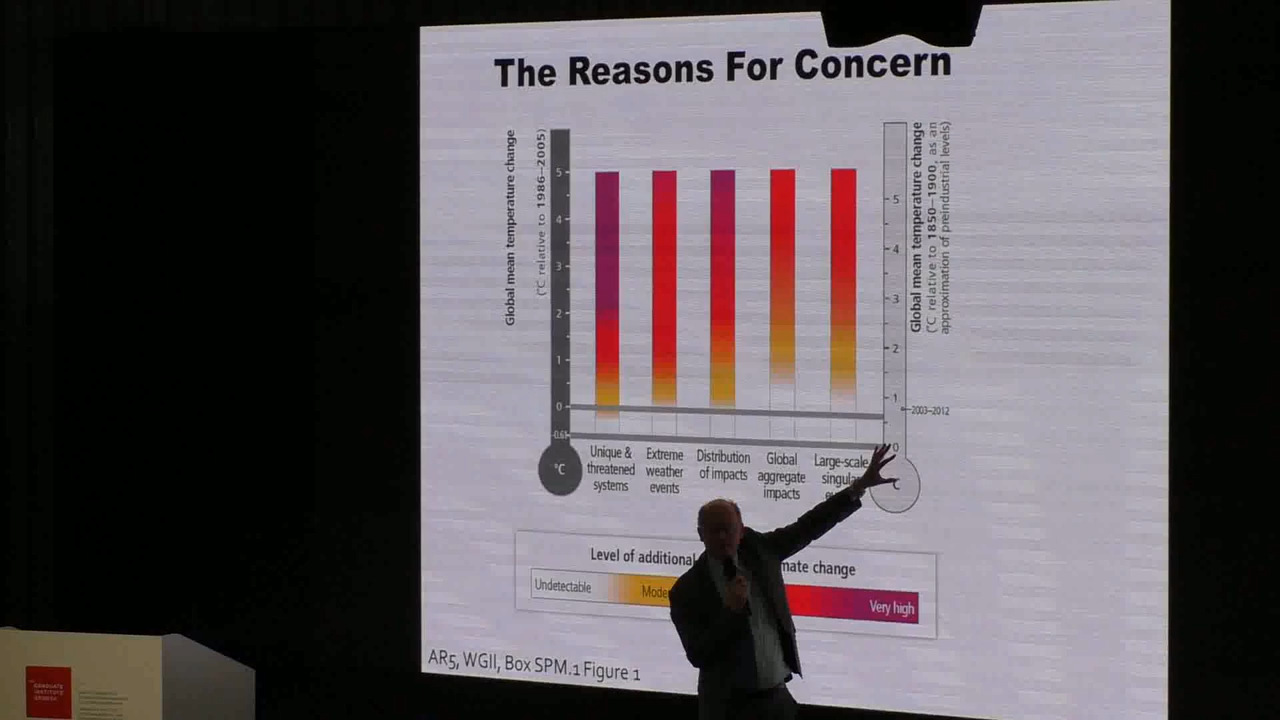 The Reasons For Concern
Global mean temperature change
(˚C relative to 1986–2005)
5
4
3
2
1
0
-0.61
°C
Global mean temperature change
(˚C relative to 1850–1900, as an
approximation of preindustrial levels)
5
4
3
2
1
0
2003–2012
Unique &
threatened
systems
Extreme
weather
events
Distribution
of impacts
Global
aggregate
impacts
Large-scale
Level of additional
mate change
Undetectable
Very high
AR5, WGII, Box SPM.1 Figure 1
GRADUATE
INSTITUTE
GENEVA